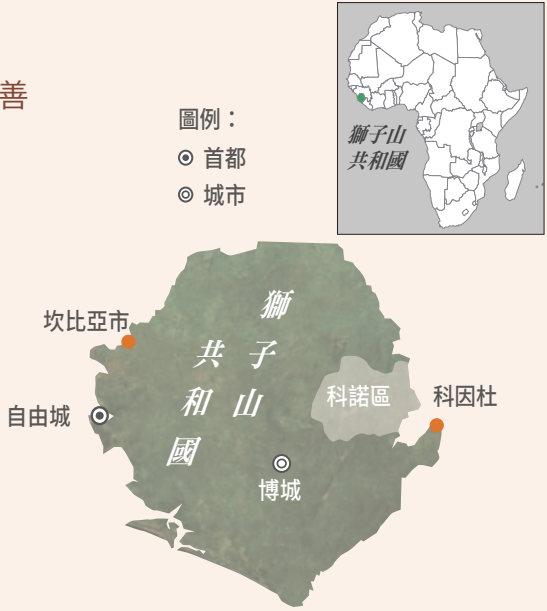 善
圖例：
首都
城市
獅子山
共和國
獅子山
共和國
坎比亞市
自由城
科諾區
科因杜
博城